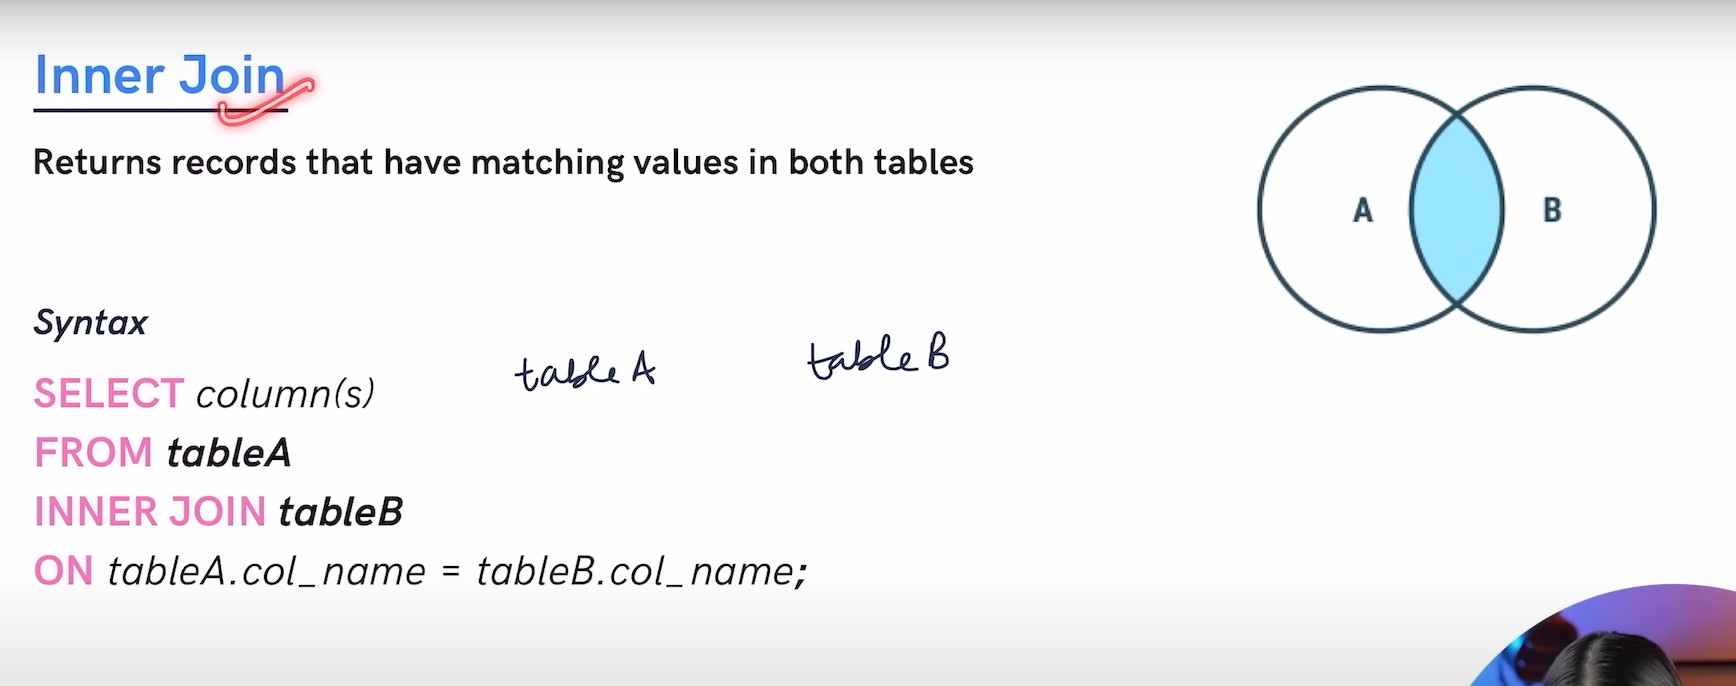 Inner Join
Returns records that have matching values in both tables
A
B
Syntax
table A
table B
SELECT column(s)
FROM tableA
INNER JOIN tableB
ON tableA.col_name = tableB.col_name;